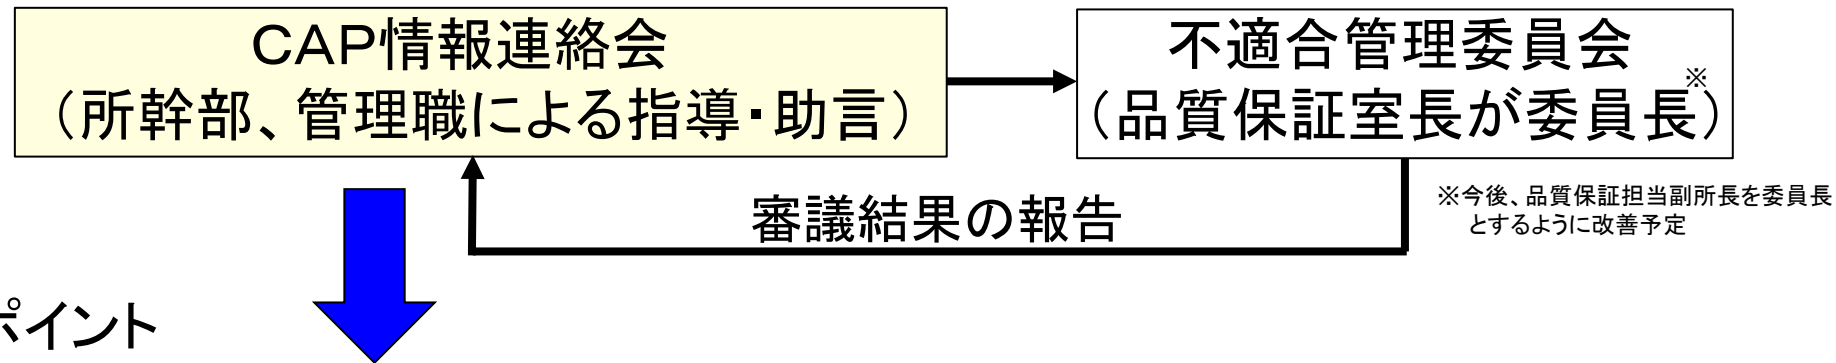 CAP情報連絡会
(所幹部、管理職による指導・助言)
不適合管理委員会
(品質保証室長が委員長※)
審議結果の報告
※今後、品質保証担当副所長を委員長
とするように改善予定
ポイント